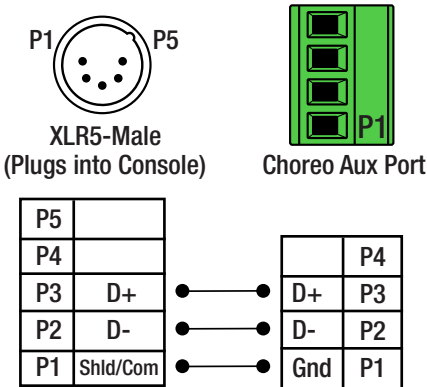 P1 P5
P1
XLR5-Male
(Plugs into Console)
Choreo Aux Port
P5
P4
P3 D+
P2 D-
P1 Shld/Com
P4
D+ P3
D- P2
Gnd P1